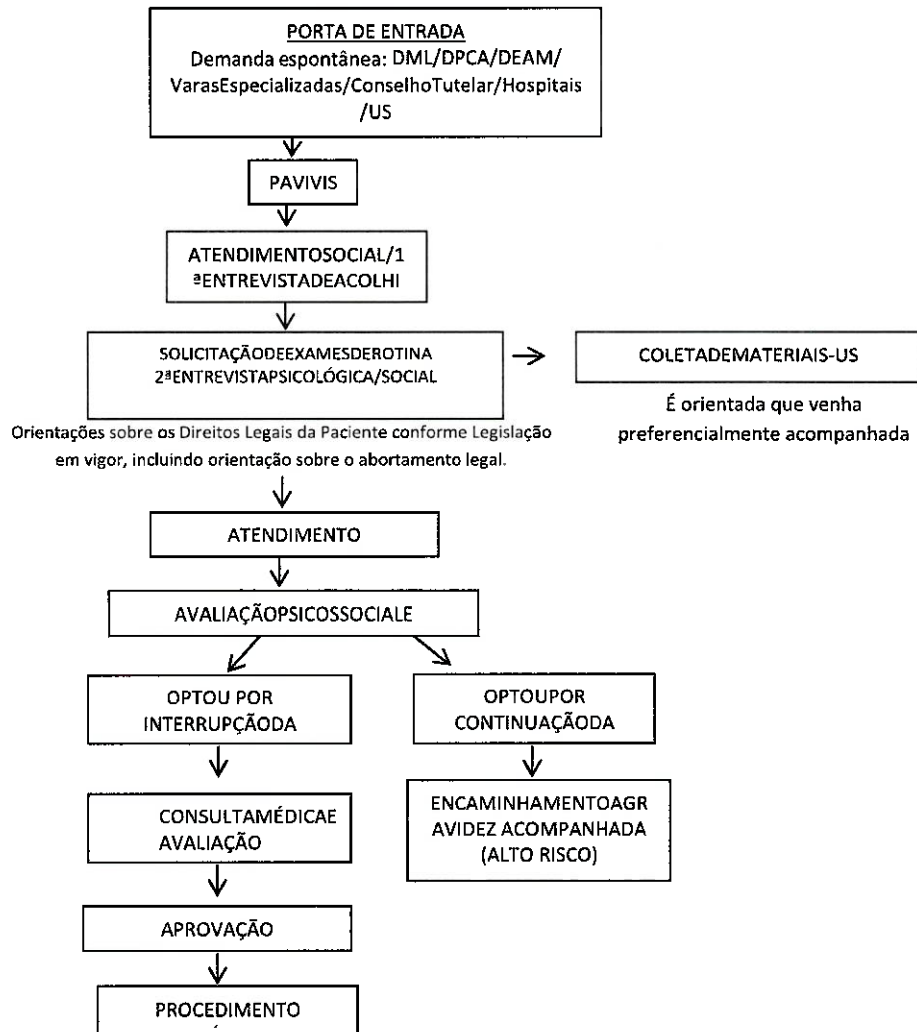 PORTA DE ENTRADA
Demanda espontânea: DML/DPCA/DEAM/
VarasEspecializadas/ConselhoTutelar/Hospitais
/US
PAVIVIS
ATENDIMENTOSOCIAL/1
ªENTREVISTADEACOLHI
SOLICITAÇÃODEEXAMESDEROTINA
2ªENTREVISTAPSICOLÓGICA/SOCIAL
COLETADEMATERIAIS-US
É orientada que venha
preferencialmente acompanhada
Orientações sobre os Direitos Legais da Paciente conforme Legislação
em vigor, incluindo orientação sobre o abortamento legal.
ATENDIMENTO
AVALIAÇÃOPSICOSSOCIALE
OPTOU POR
INTERRUPÇÃODA
OPTOUPOR
CONTINUAÇÃODA
CONSULTAMÉDICAE
AVALIAÇÃO
ENCAMINHAMENTOAGR
AVIDEZ ACOMPANHADA
(ALTO RISCO)
APROVAÇÃO
PROCEDIMENTO